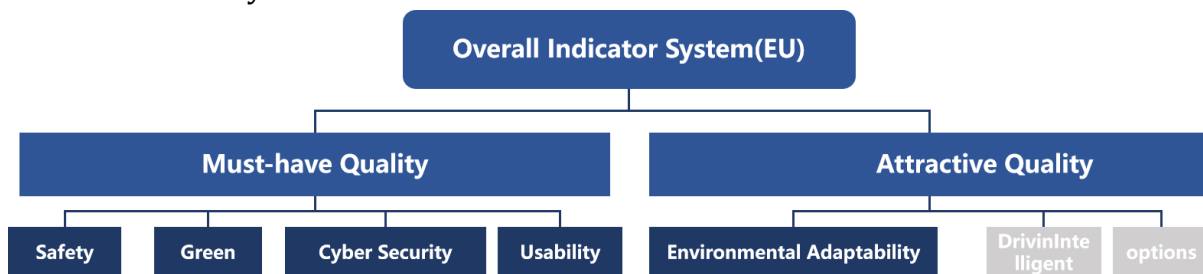 Overall Indicator System(EU)
Must-have Quality
Attractive Quality
Safety
Green
Cyber Security
Usability
Environmental Adaptability
DrivinInte
lligent
options